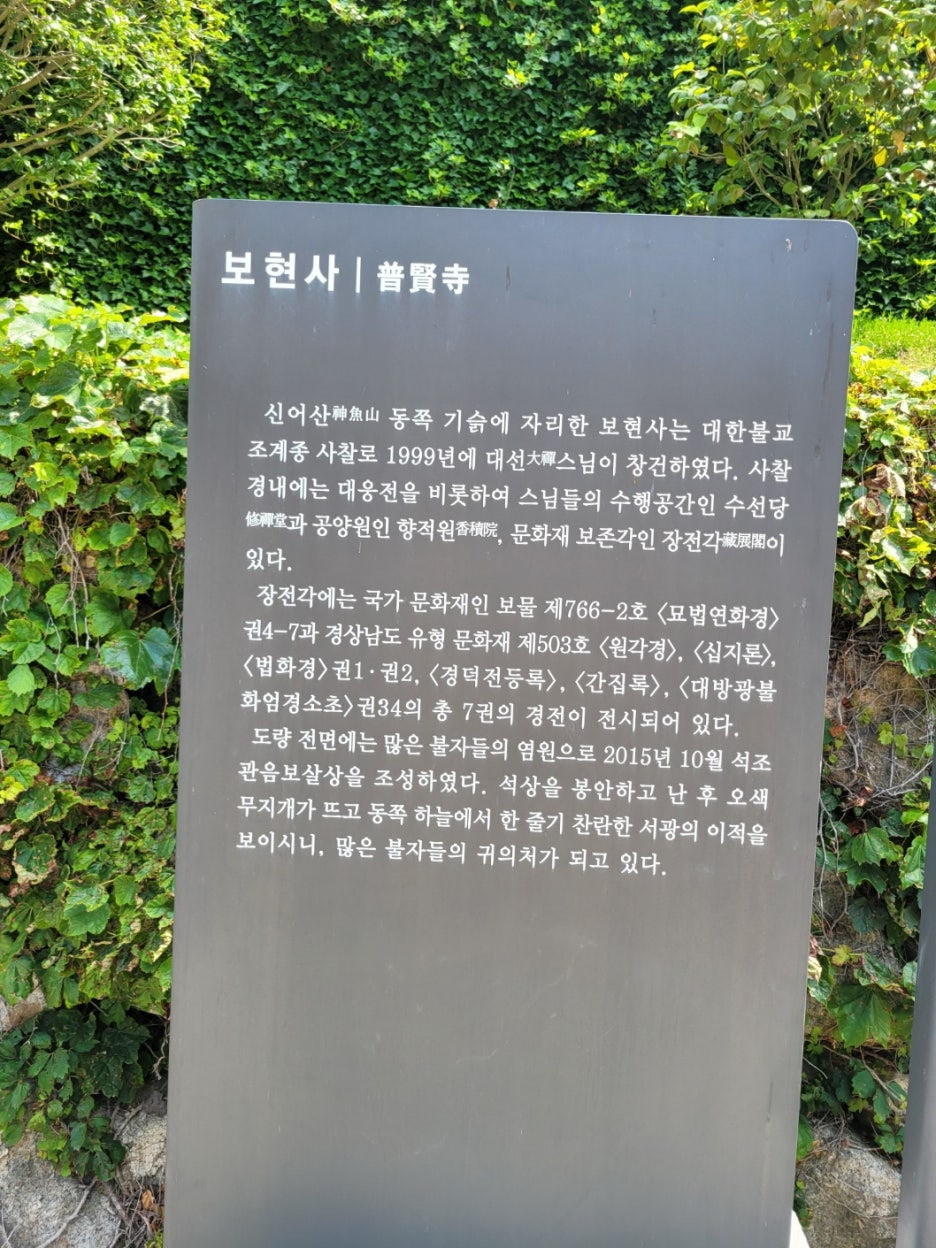 보현사 | 普賢寺
신어산神魚山 동쪽 기슭에 자리한 보현사는 대한불교
조계종 사찰로 1999년에 대선大禪스님이 창건하였다. 사찰
경내에는 대웅전을 비롯하여 스님들의 수행공간인 수선당
修禪堂과 공양원인 향적원香積院, 문화재 보존각인 장전각藏展閣이
있다.
장전각에는 국가 문화재인 보물 제766-2호 〈묘법연화경〉
권4-7과 경상남도 유형 문화재 제503호 〈원각경〉, 〈십지론〉,
〈법화경〉권1·권2, 〈경덕전등록〉, 〈간집록〉, 〈대방광불
화엄경소초〉권34의 총 7권의 경전이 전시되어 있다.
도량 전면에는 많은 불자들의 염원으로 2015년 10월 석조
관음보살상을 조성하였다. 석상을 봉안하고 난 후 오색
무지개가 뜨고 동쪽 하늘에서 한 줄기 찬란한 서광의 이적을
보이시니, 많은 불자들의 귀의처가 되고 있다.